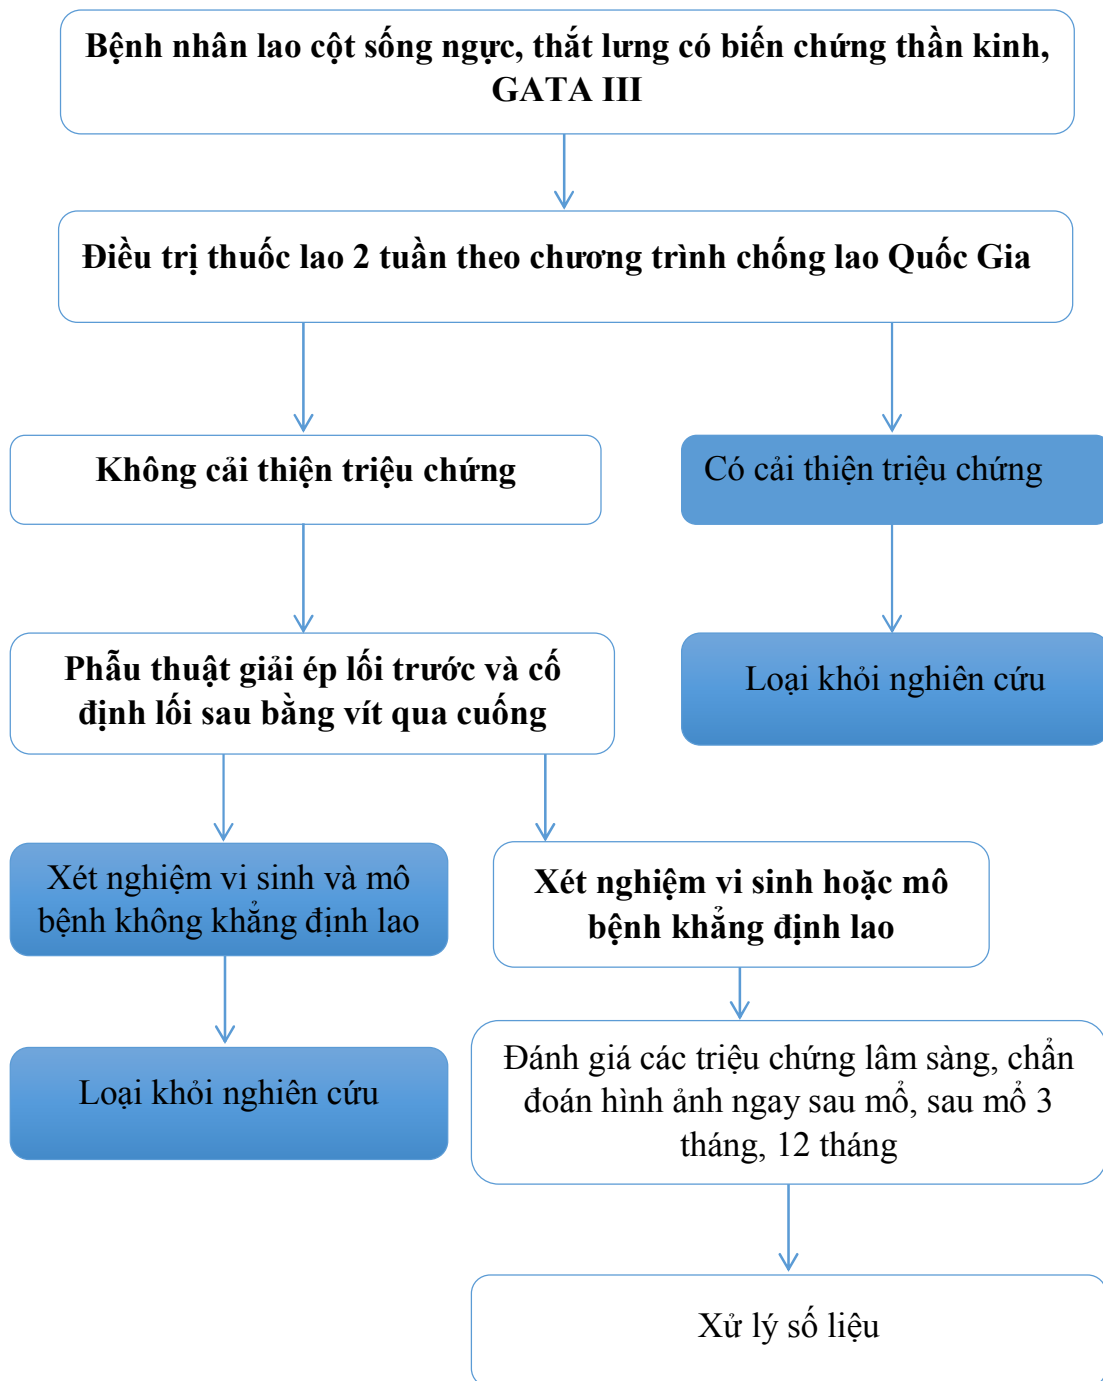 Bệnh nhân lao cột sống ngực, thắt lưng có biến chứng thần kinh,
GATA III
Điều trị thuốc lao 2 tuần theo chương trình chống lao Quốc Gia
Không cải thiện triệu chứng
Có cải thiện triệu chứng
Phẫu thuật giải ép lối trước và cố
định lối sau bằng vít qua cuống
Loại khỏi nghiên cứu
Xét nghiệm vi sinh và mô
bệnh không khẳng định lao
Xét nghiệm vi sinh hoặc mô
bệnh khẳng định lao
Loại khỏi nghiên cứu
Đánh giá các triệu chứng lâm sàng, chẩn
đoán hình ảnh ngay sau mổ, sau mổ 3
tháng, 12 tháng
Xử lý số liệu